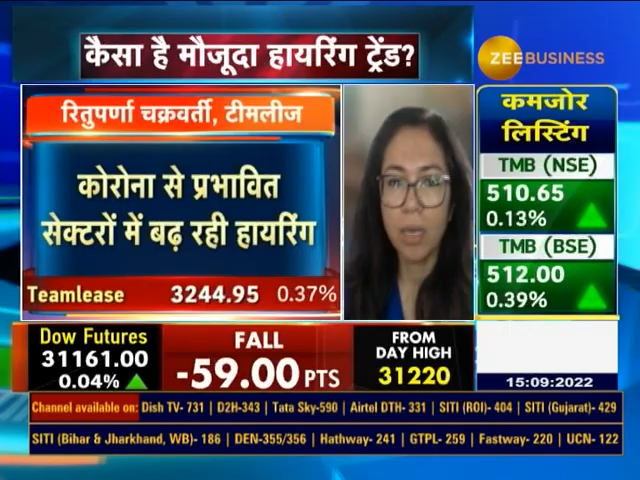 कैसा है मौजूदा हायरिंग ट्रेंड?
ZEEBUSINESS
रितुपर्णा चक्रवर्ती, टीमलीज
कोरोना से प्रभावित
सेक्टरों में बढ़ रही हायरिंग
Teamlease 3244.95 0.37%
कमजोर
लिस्टिंग
TMB (NSE)
510.65
0.13%
TMB (BSE)
512.00
0.39%
Dow Futures
31161.00
0.04%
FALL
-59.00 PTS
FROM
DAY HIGH
31220
15:09:2022
Channel available on: Dish TV- 731 | D2H-343 | Tata Sky-590 | Airtel DTH- 331 | SITI (ROI)- 404 | SITI (Gujarat)- 429
SITI (Bihar & Jharkhand, WB)- 186 | DEN-355/356 | Hathway- 241 | GTPL- 259 | Fastway- 220 | UCN- 122